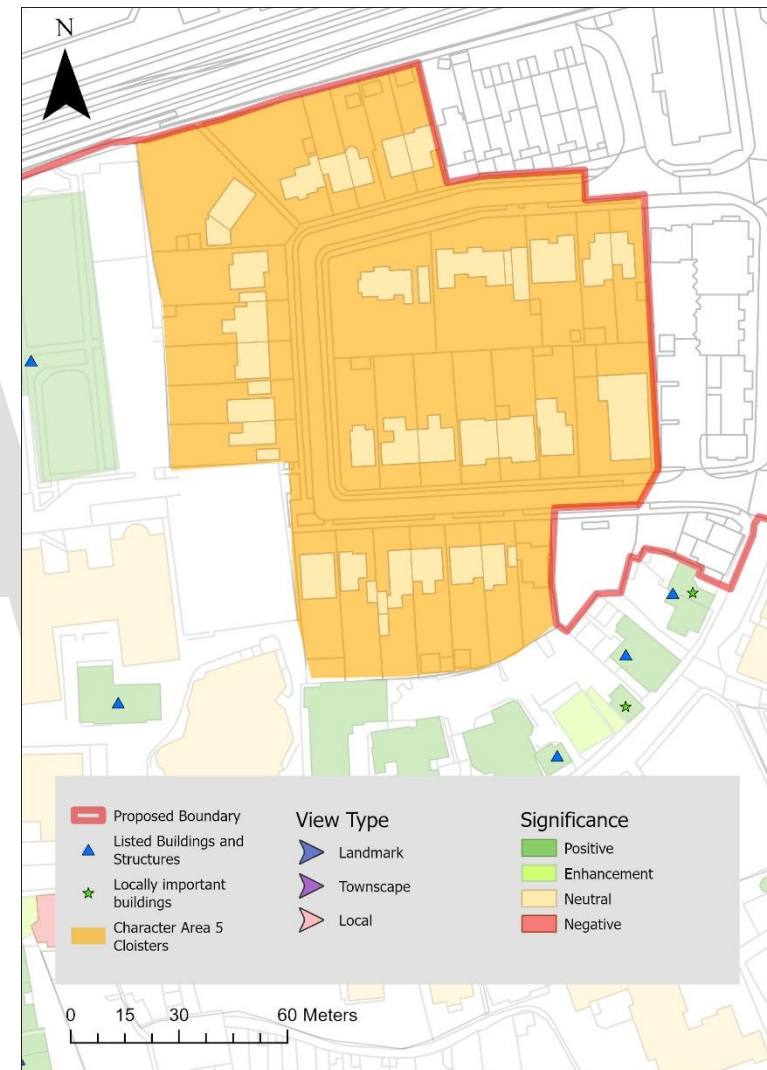 N
Proposed Boundary
Listed Buildings and
Structures
Locally important
buildings
Character Area 5
Cloisters
View Type
Landmark
Townscape
Local
Significance
Positive
Enhancement
Neutral
Negative
0 15 30 60 Meters